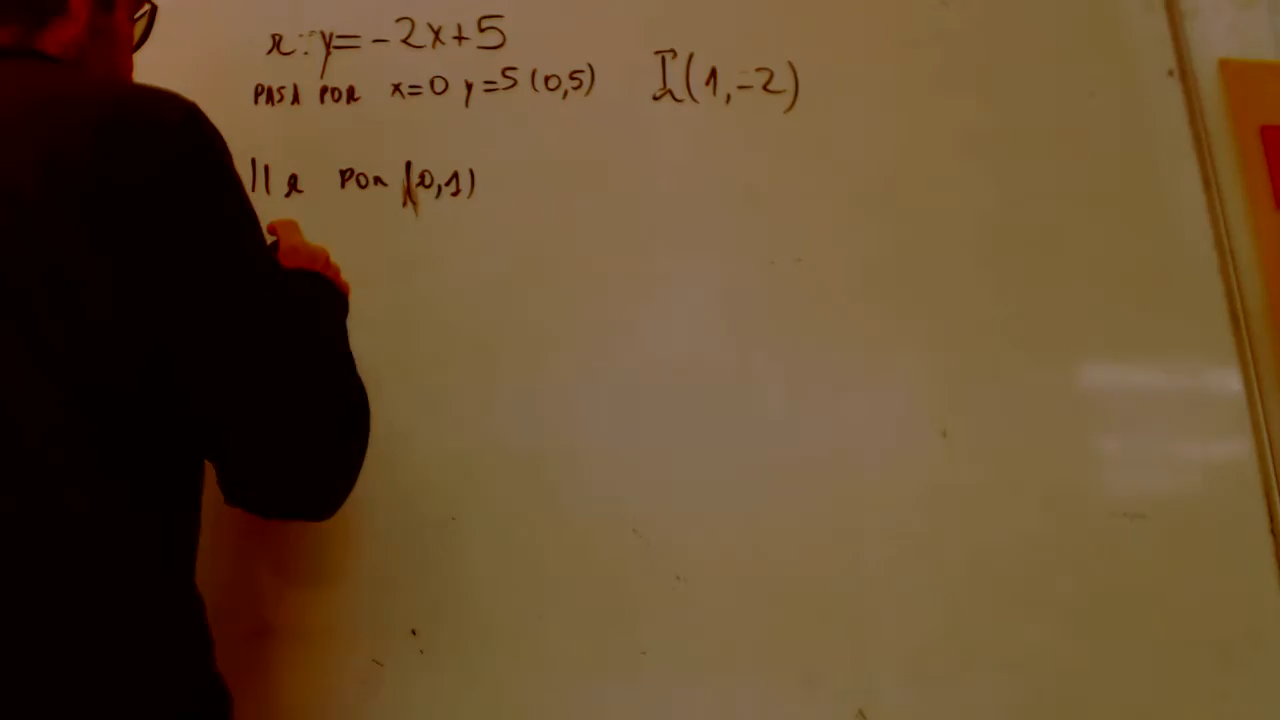 r: y=-2x+5
PASA POR x=0 y=5 (0,5)
(1,-2)
|| r POR (0,1)